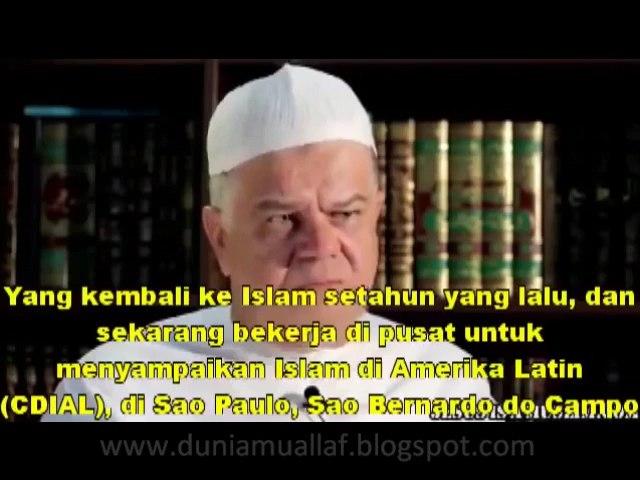 Yang kembali ke Islam setahun yang lalu, dan
sekarang bekerja di pusat untuk
menyampaikan Islam di Amerika Latin
(CDIAL), di Sao Paulo, Sao Bernardo do Campo
www.duniamuallaf.blogspot.com